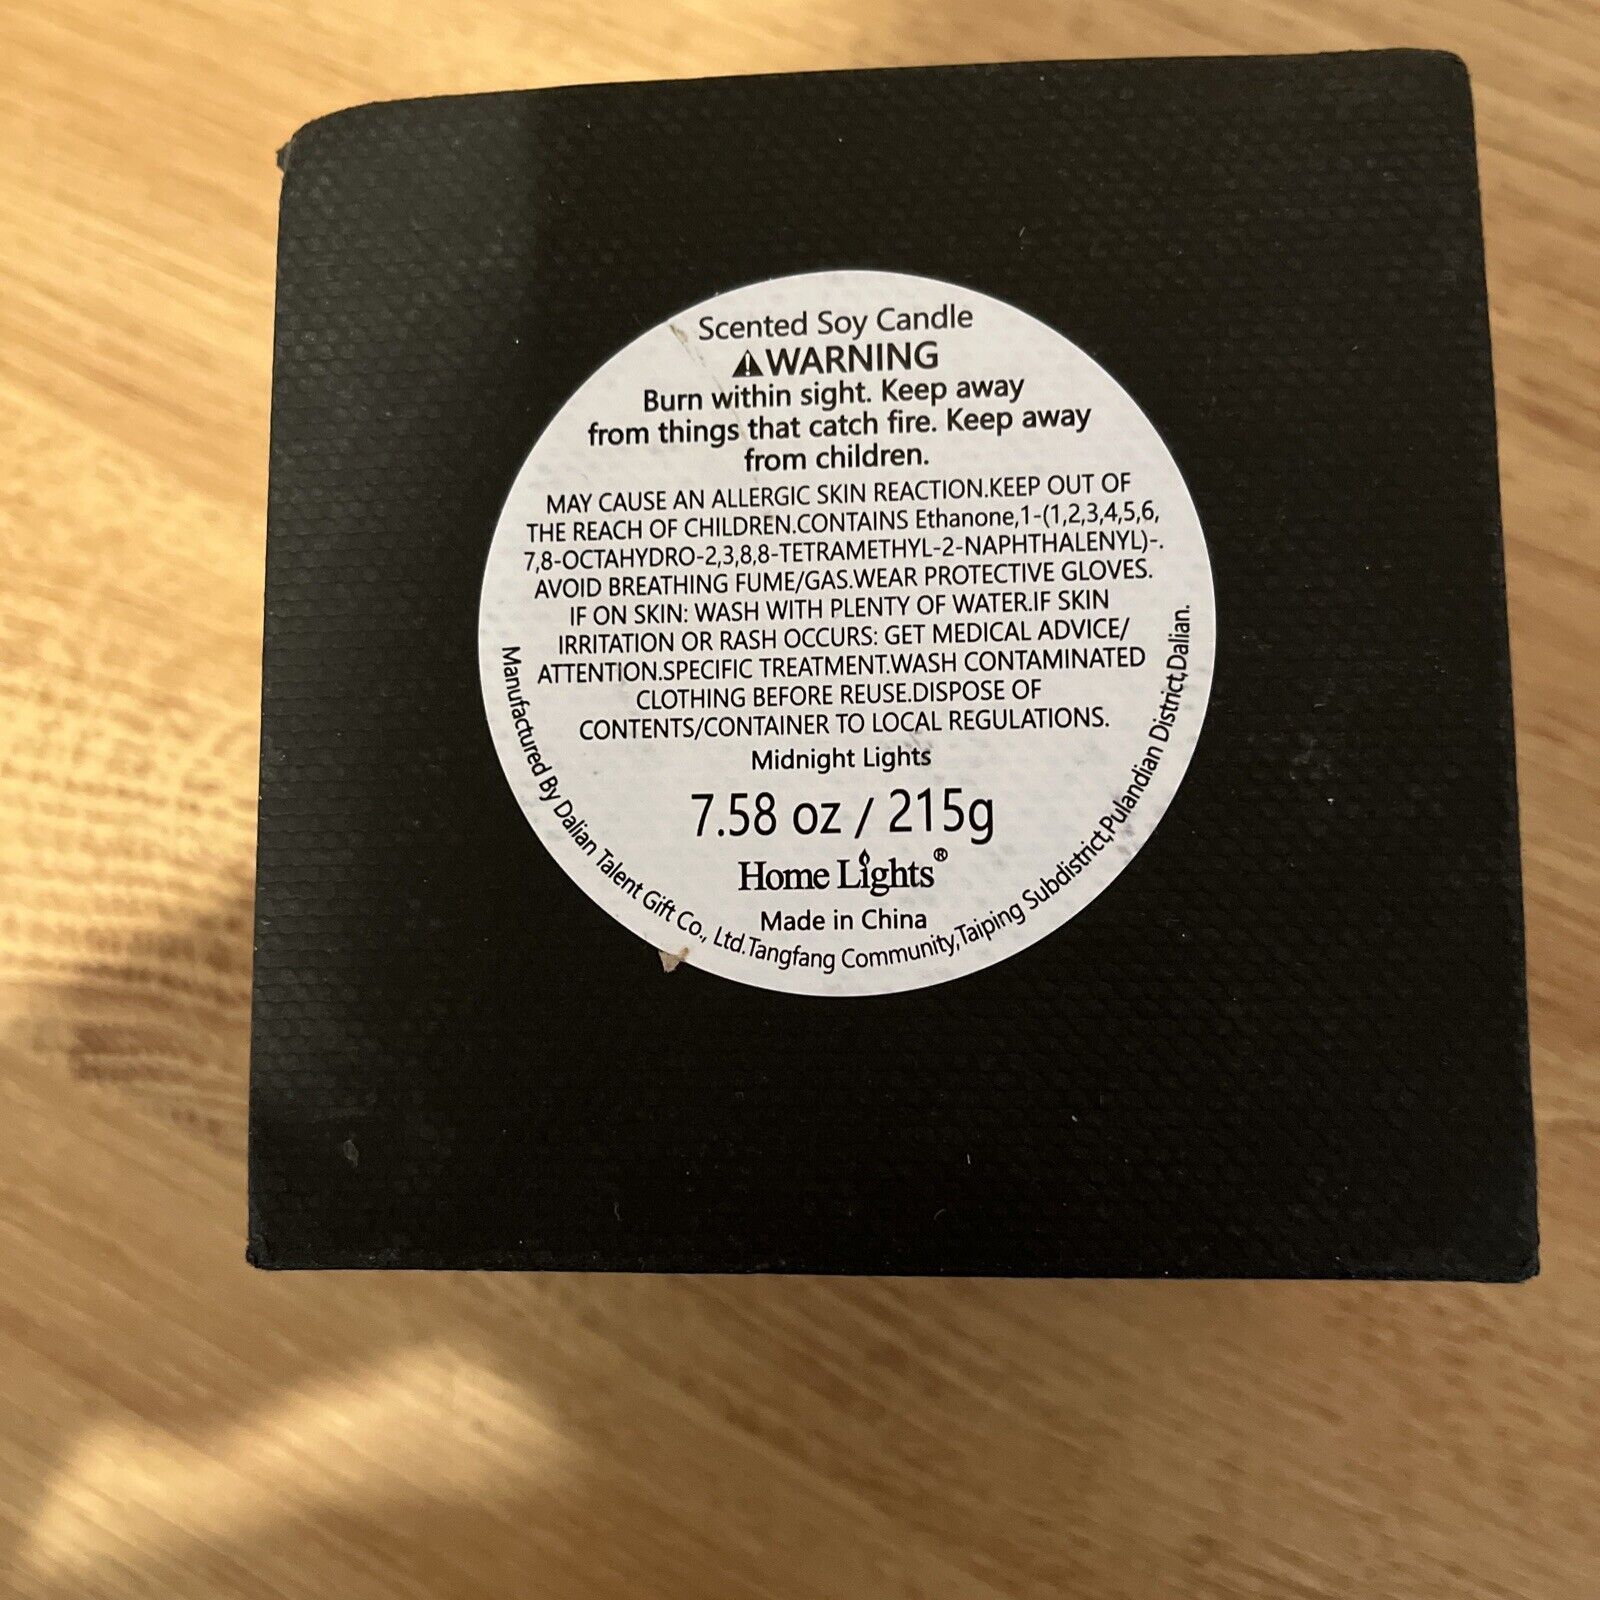 Scented Soy Candle
⚠WARNING
Burn within sight. Keep away
from things that catch fire. Keep away
from children.
MAY CAUSE AN ALLERGIC SKIN REACTION.KEEP OUT OF
THE REACH OF CHILDREN.CONTAINS Ethanone,1-(1,2,3,4,5,6,
7,8-OCTAHYDRO-2,3,8,8-TETRAMETHYL-2-NAPHTHALENYL)-.
AVOID BREATHING FUME/GAS.WEAR PROTECTIVE GLOVES.
IF ON SKIN: WASH WITH PLENTY OF WATER.IF SKIN
IRRITATION OR RASH OCCURS: GET MEDICAL ADVICE/
ATTENTION.SPECIFIC TREATMENT.WASH CONTAMINATED
CLOTHING BEFORE REUSE.DISPOSE OF
CONTENTS/CONTAINER TO LOCAL REGULATIONS.
Midnight Lights
7.58 oz / 215g
Home Lights®
Made in China
Manufactured By Dalian Talent Gift Co., Ltd.Tangfang Community,Taiping Subdistrict,Pulandian District,Dalian.